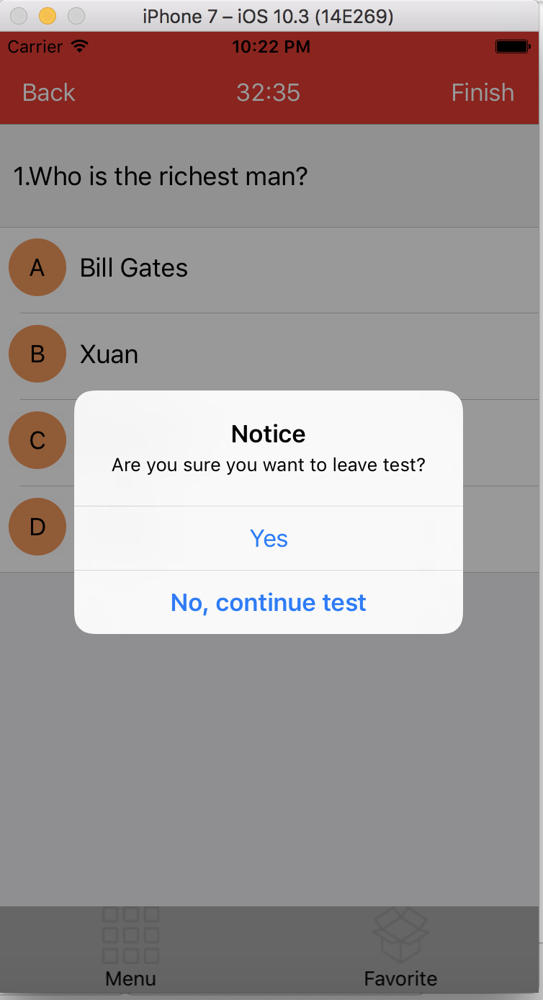 iPhone 7 – iOS 10.3 (14E269)
Carrier 10:22 PM
Back 32:35 Finish
1.Who is the richest man?
A Bill Gates
B Xuan
C
D
Notice
Are you sure you want to leave test?
Yes
No, continue test
Menu Favorite